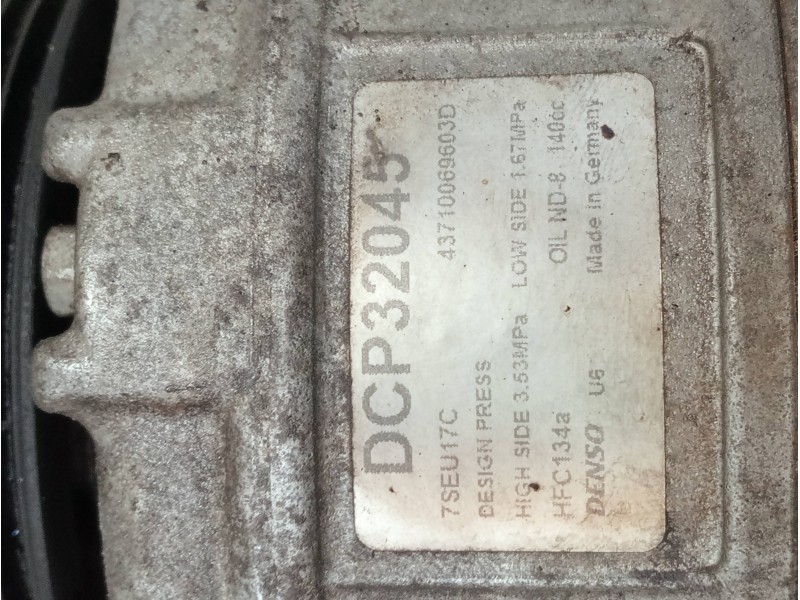 DCP32045
7SEU17C 43710069603D
DESIGN PRESS
HIGH SIDE 3.53MPa LOW SIDE 1.67MPa
HFC134a OIL ND-8 140cc
DENSO U6 Made in Germany